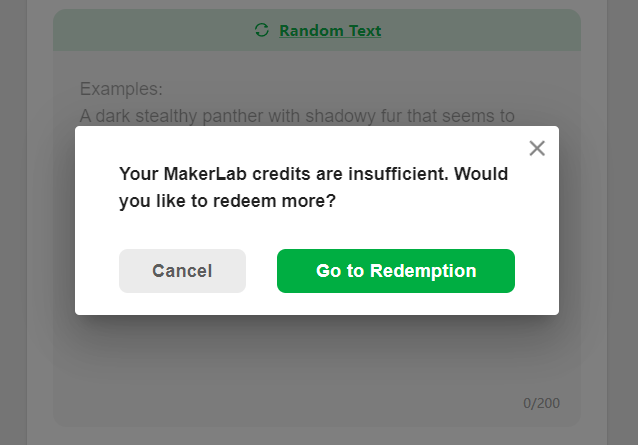 Random Text
Examples:
A dark stealthy panther with shadowy fur that seems to
Your MakerLab credits are insufficient. Would
you like to redeem more?
Cancel
Go to Redemption
0/200